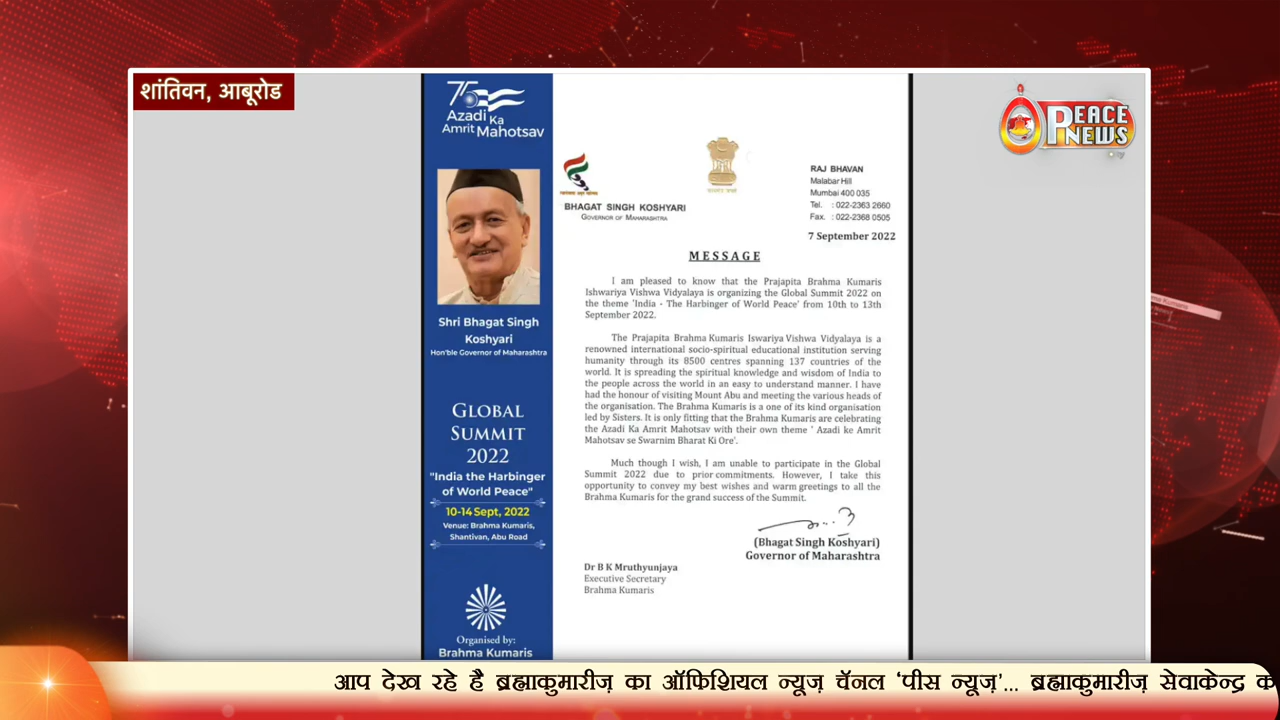 शांतिवन, आबूरोड
PEACE
NEWS
75
Azadi Ka
Amrit Mahotsav
Shri Bhagat Singh
Koshyari
Hon'ble Governor of Maharashtra
GLOBAL
SUMMIT
2022
"India the Harbinger
of World Peace"
10-14 Sept, 2022
Venue: Brahma Kumaris,
Shantivan, Abu Road
Organised by:
Brahma Kumaris
BHAGAT SINGH KOSHYARI
GOVERNOR OF MAHARASHTRA
सत्यमेव जयते
RAJ BHAVAN
Malabar Hill
Mumbai 400 035
Tel. : 022-2363 2660
Fax. : 022-2368 0505
7 September 2022
MESSAGE
I am pleased to know that the Prajapita Brahma Kumaris
Ishwariya Vishwa Vidyalaya is organizing the Global Summit 2022 on
the theme 'India - The Harbinger of World Peace' from 10th to 13th
September 2022.
The Prajapita Brahma Kumaris Iswariya Vishwa Vidyalaya is a
renowned international socio-spiritual educational institution serving
humanity through its 8500 centres spanning 137 countries of the
world. It is spreading the spiritual knowledge and wisdom of India to
the people across the world in an easy to understand manner. I have
had the honour of visiting Mount Abu and meeting the various heads of
the organisation. The Brahma Kumaris is a one of its kind organisation
led by Sisters. It is only fitting that the Brahma Kumaris are celebrating
the Azadi Ka Amrit Mahotsav with their own theme ' Azadi ke Amrit
Mahotsav se Swarnim Bharat Ki Ore'.
Much though I wish, I am unable to participate in the Global
Summit 2022 due to prior commitments. However, I take this
opportunity to convey my best wishes and warm greetings to all the
Brahma Kumaris for the grand success of the Summit.
(Bhagat Singh Koshyari)
Governor of Maharashtra
Dr B K Mruthyunjaya
Executive Secretary
Brahma Kumaris
आप देख रहे हैं ब्रह्माकुमारीज़ का ऑफिशियल न्यूज़ चॅनल ‘पीस न्यूज़’... ब्रह्माकुमारीज़ सेवाकेन्द्र के